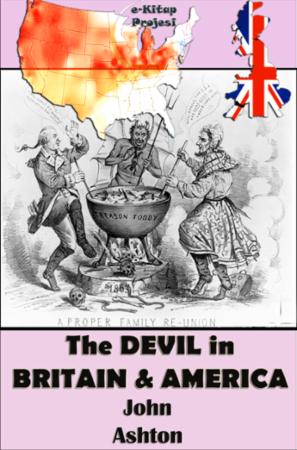 e-Kitap
Projesi
TREASON TODDY
1865
A PROPER FAMILY RE-UNION
The DEVIL in
BRITAIN & AMERICA
John
Ashton